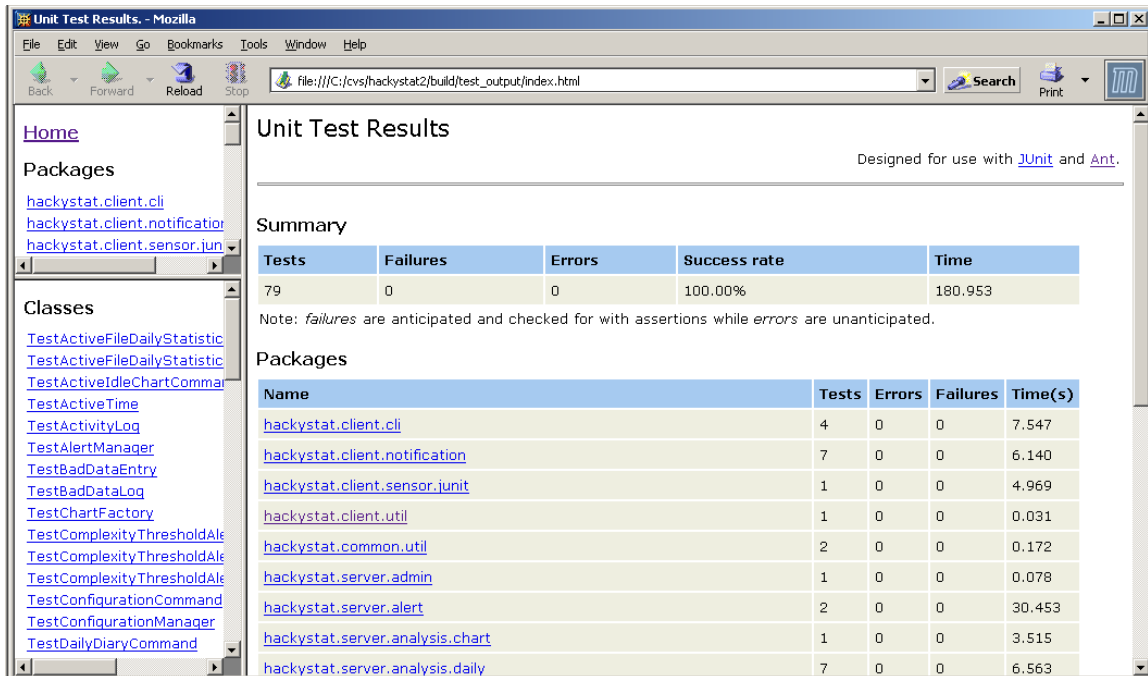 Unit Test Results. - Mozilla
File Edit View Go Bookmarks Tools Window Help
Back Forward Reload Stop file:///C:/cvs/hackystat2/build/test_output/index.html Search Print
Home
Packages
hackystat.client.cli
hackystat.client.notification
hackystat.client.sensor.jun
Classes
TestActiveFileDailyStatistic
TestActiveFileDailyStatistic
TestActiveIdleChartComma
TestActiveTime
TestActivityLog
TestAlertManager
TestBadDataEntry
TestBadDataLog
TestChartFactory
TestComplexityThresholdAle
TestComplexityThresholdAle
TestComplexityThresholdAle
TestConfigurationCommand
TestConfigurationManager
TestDailyDiaryCommand
Unit Test Results
Designed for use with JUnit and Ant.
Summary
Tests Failures Errors Success rate Time
79 0 0 100.00% 180.953
Note: failures are anticipated and checked for with assertions while errors are unanticipated.
Packages
Name Tests Errors Failures Time(s)
hackystat.client.cli 4 0 0 7.547
hackystat.client.notification 7 0 0 6.140
hackystat.client.sensor.junit 1 0 0 4.969
hackystat.client.util 1 0 0 0.031
hackystat.common.util 2 0 0 0.172
hackystat.server.admin 1 0 0 0.078
hackystat.server.alert 2 0 0 30.453
hackystat.server.analysis.chart 1 0 0 3.515
hackystat.server.analysis.daily 7 0 0 6.563